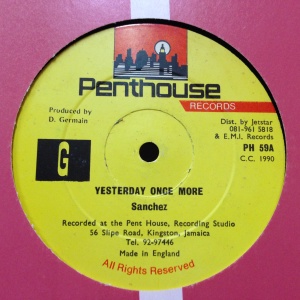 Penthouse
RECORDS
Produced by
D. Germain
Dist. by Jetstar
081-961 5818
& E.M.I. Records
PH 59A
C.C. 1990
G
YESTERDAY ONCE MORE
Sanchez
Recorded at the Pent House, Recording Studio
56 Slipe Road, Kingston, Jamaica
Tel. 92-97446
Made in England
All Rights Reserved